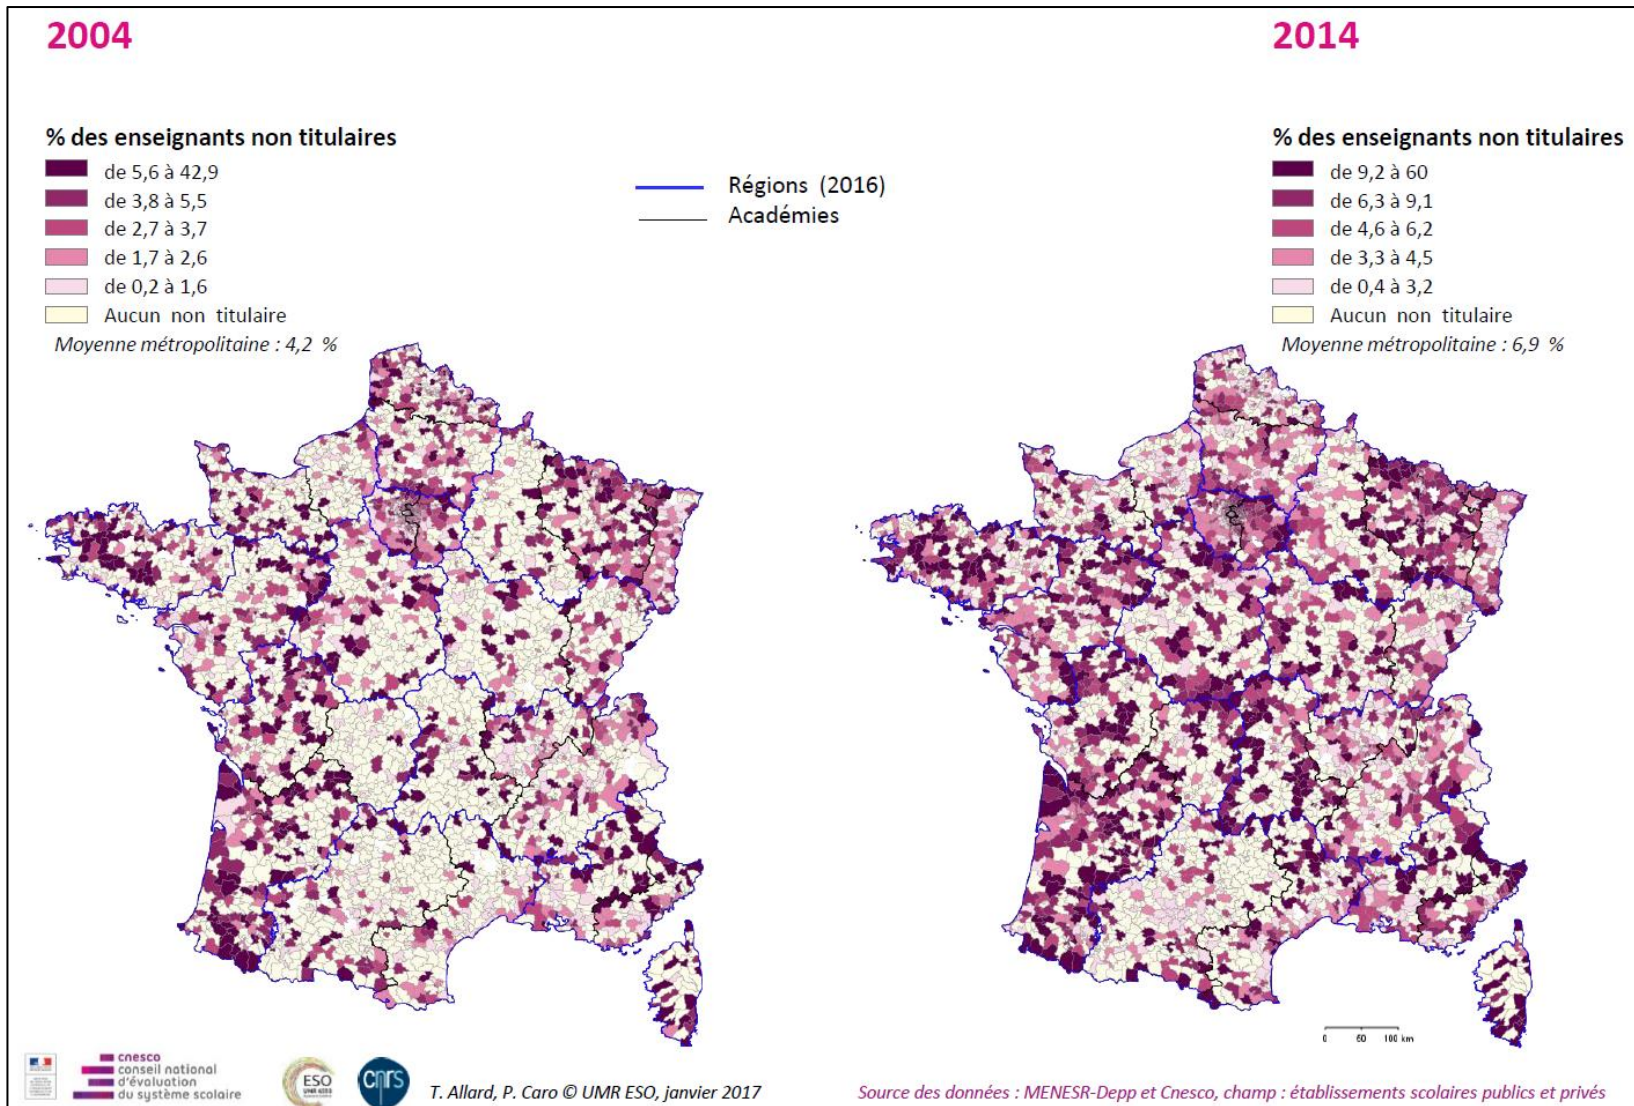 2004
2014
% des enseignants non titulaires
de 5,6 à 42,9
de 3,8 à 5,5
de 2,7 à 3,7
de 1,7 à 2,6
de 0,2 à 1,6
Aucun non titulaire
Moyenne métropolitaine : 4,2 %
Régions (2016)
Académies
% des enseignants non titulaires
de 9,2 à 60
de 6,3 à 9,1
de 4,6 à 6,2
de 3,3 à 4,5
de 0,4 à 3,2
Aucun non titulaire
Moyenne métropolitaine : 6,9 %
0 50 100 km
cnesco
conseil national
d'évaluation
du système scolaire
ESO
cnrs
T. Allard, P. Caro © UMR ESO, janvier 2017
Source des données : MENESR-Depp et Cnesco, champ : établissements scolaires publics et privés